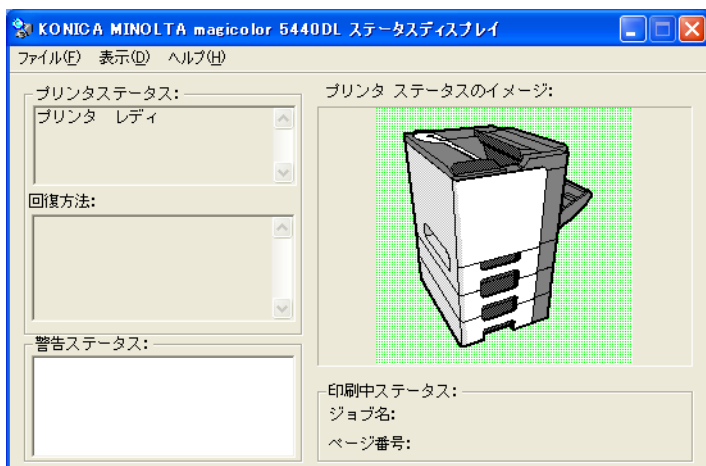 KONICA MINOLTA magicolor 5440DL ステータスディスプレイ
ファイル(F) 表示(D) ヘルプ(H)
プリンタステータス:
プリンタ レディ
回復方法:
警告ステータス:
プリンタ ステータスのイメージ:
印刷中ステータス:
ジョブ名:
ページ番号: